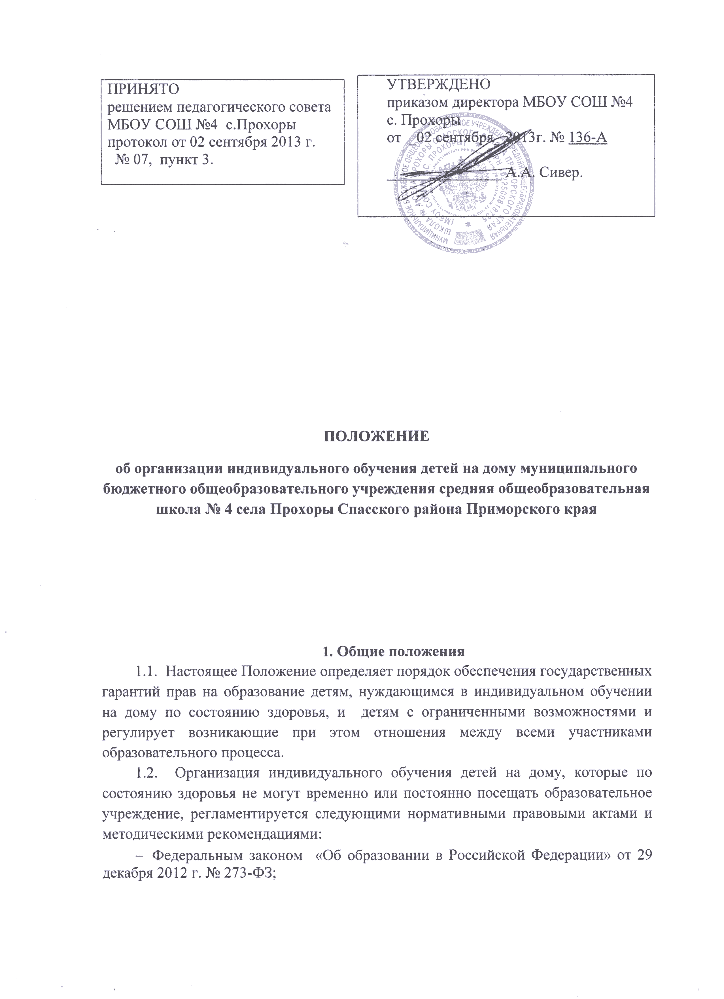 ПРИНЯТО
решением педагогического совета
МБОУ СОШ №4 с.Прохоры
протокол от 02 сентября 2013 г.
№ 07, пункт 3.
УТВЕРЖДЕНО
приказом директора МБОУ СОШ №4
с. Прохоры
от _02 сентября_ 2013г. № 136-А
А.А. Сивер.
ПОЛОЖЕНИЕ
об организации индивидуального обучения детей на дому муниципального
бюджетного общеобразовательного учреждения средняя общеобразовательная
школа № 4 села Прохоры Спасского района Приморского края
1. Общие положения
1.1. Настоящее Положение определяет порядок обеспечения государственных
гарантий прав на образование детям, нуждающимся в индивидуальном обучении
на дому по состоянию здоровья, и детям с ограниченными возможностями и
регулирует возникающие при этом отношения между всеми участниками
образовательного процесса.
1.2. Организация индивидуального обучения детей на дому, которые по
состоянию здоровья не могут временно или постоянно посещать образовательное
учреждение, регламентируется следующими нормативными правовыми актами и
методическими рекомендациями:
– Федеральным законом «Об образовании в Российской Федерации» от 29
декабря 2012 г. № 273-ФЗ;